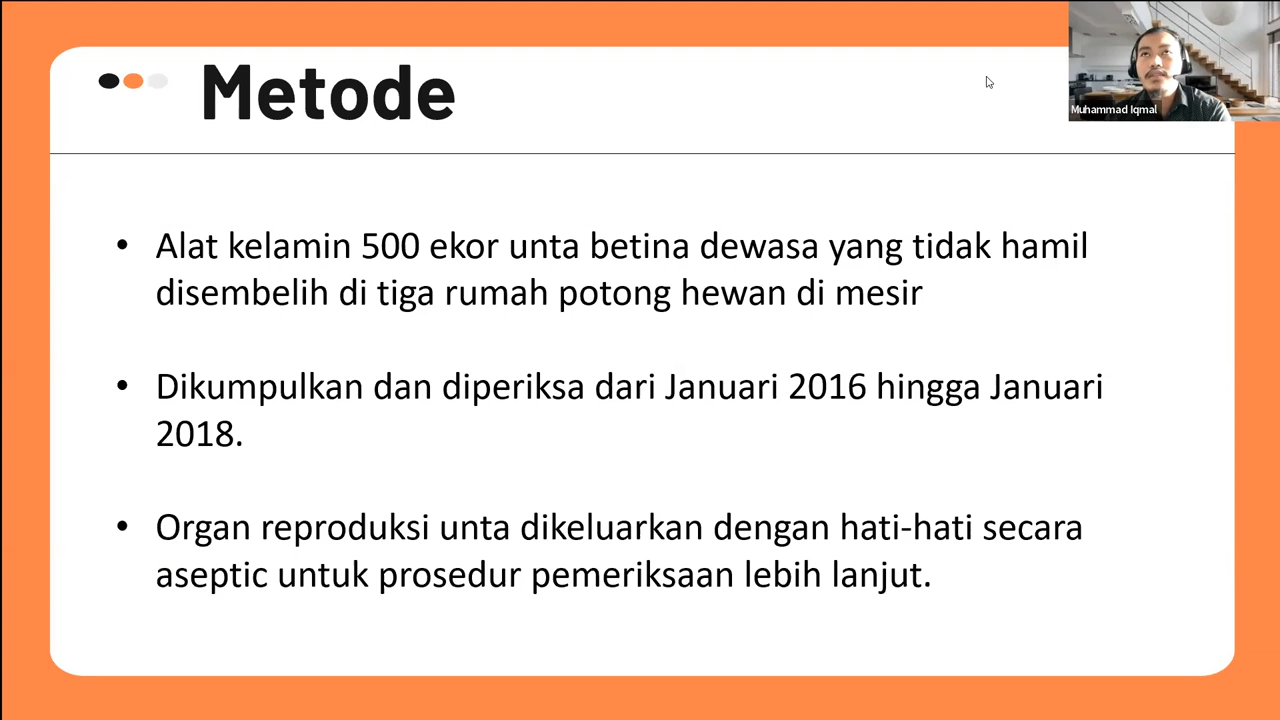 Metode
Muhammad Iqmal
• Alat kelamin 500 ekor unta betina dewasa yang tidak hamil
disembelih di tiga rumah potong hewan di mesir
• Dikumpulkan dan diperiksa dari Januari 2016 hingga Januari
2018.
• Organ reproduksi unta dikeluarkan dengan hati-hati secara
aseptic untuk prosedur pemeriksaan lebih lanjut.